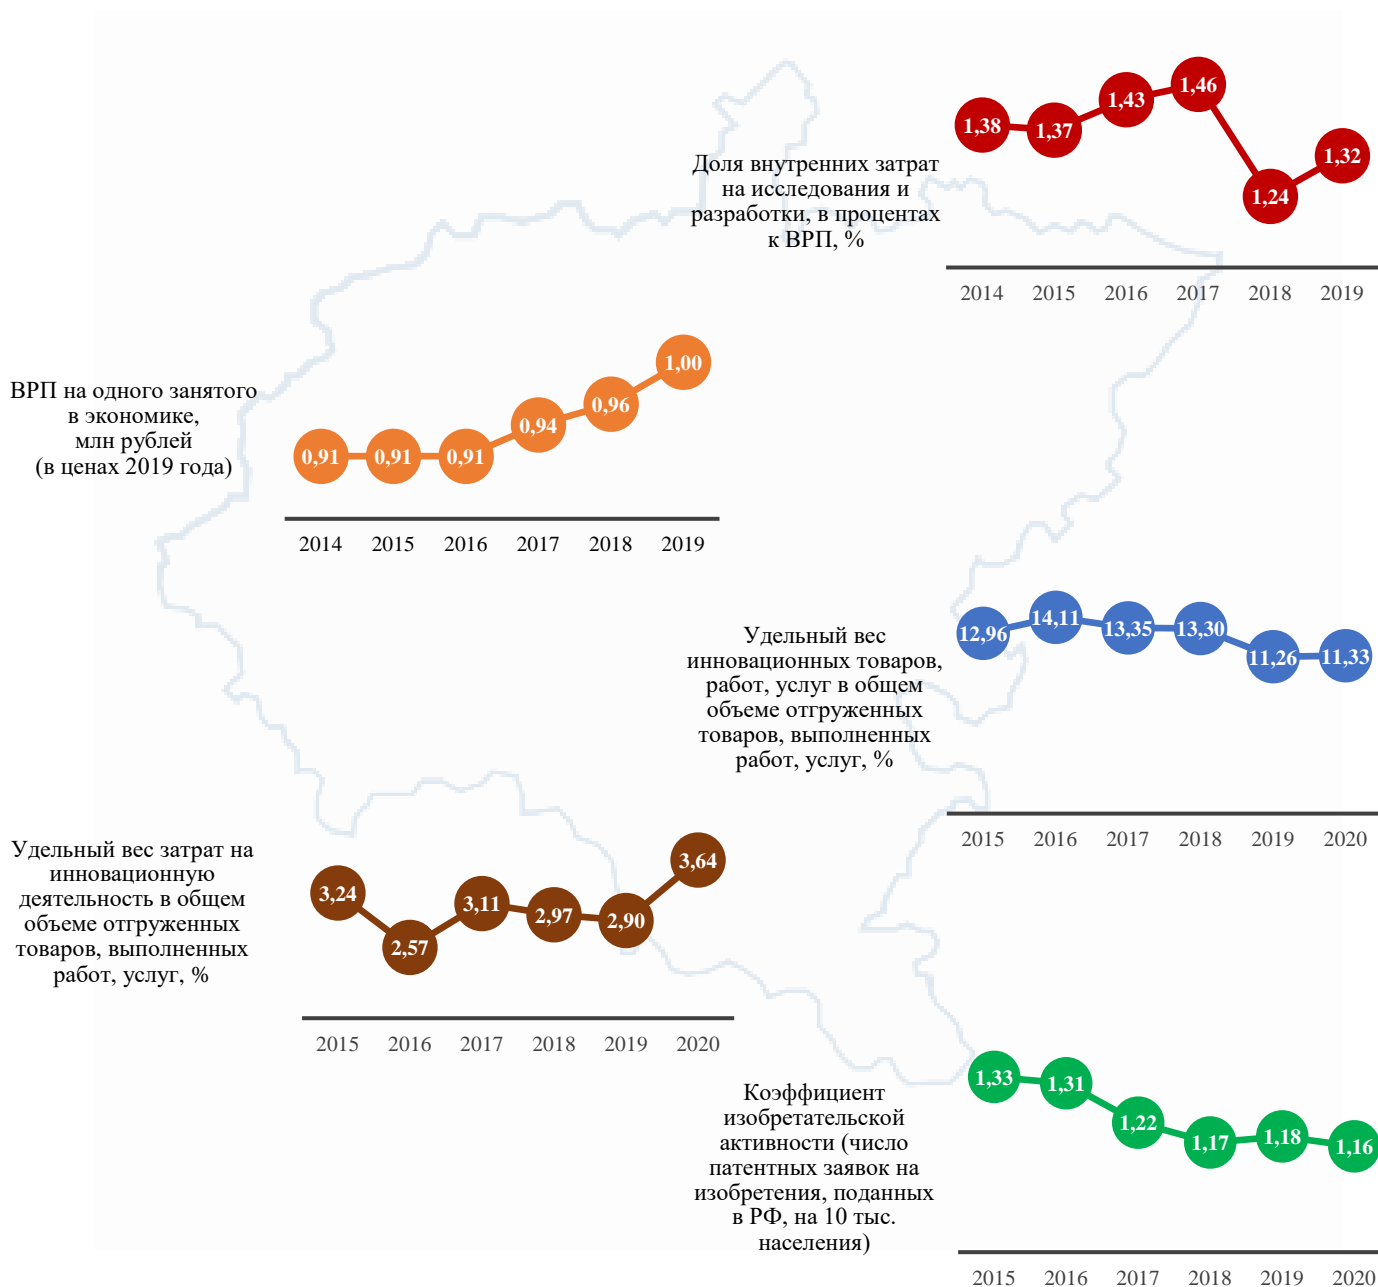 Доля внутренних затрат
на исследования и
разработки, в процентах
к ВРП, %
1,38 1,37 1,43 1,46 1,24 1,32
2014 2015 2016 2017 2018 2019
ВРП на одного занятого
в экономике,
млн рублей
(в ценах 2019 года)
0,91 0,91 0,91 0,94 0,96 1,00
2014 2015 2016 2017 2018 2019
Удельный вес
инновационных товаров,
работ, услуг в общем
объеме отгруженных
товаров, выполненных
работ, услуг, %
12,96 14,11 13,35 13,30 11,26 11,33
2015 2016 2017 2018 2019 2020
Удельный вес затрат на
инновационную
деятельность в общем
объеме отгруженных
товаров, выполненных
работ, услуг, %
3,24 2,57 3,11 2,97 2,90 3,64
2015 2016 2017 2018 2019 2020
Коэффициент
изобретательской
активности (число
патентных заявок на
изобретения, поданных
в РФ, на 10 тыс.
населения)
1,33 1,31 1,22 1,17 1,18 1,16
2015 2016 2017 2018 2019 2020